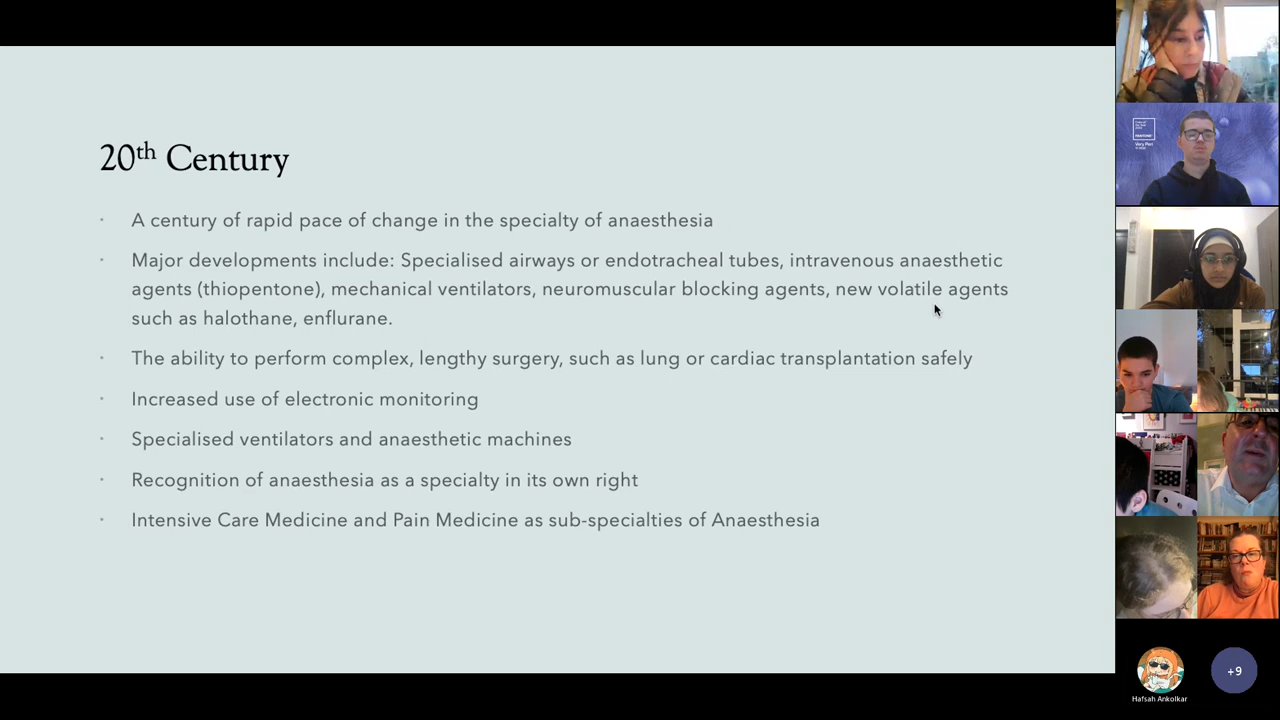 20th Century
· A century of rapid pace of change in the specialty of anaesthesia
· Major developments include: Specialised airways or endotracheal tubes, intravenous anaesthetic
agents (thiopentone), mechanical ventilators, neuromuscular blocking agents, new volatile agents
such as halothane, enflurane.
· The ability to perform complex, lengthy surgery, such as lung or cardiac transplantation safely
· Increased use of electronic monitoring
· Specialised ventilators and anaesthetic machines
· Recognition of anaesthesia as a specialty in its own right
· Intensive Care Medicine and Pain Medicine as sub-specialties of Anaesthesia
PANTONE
Very Peri
Hafsah Ankolkar
+9